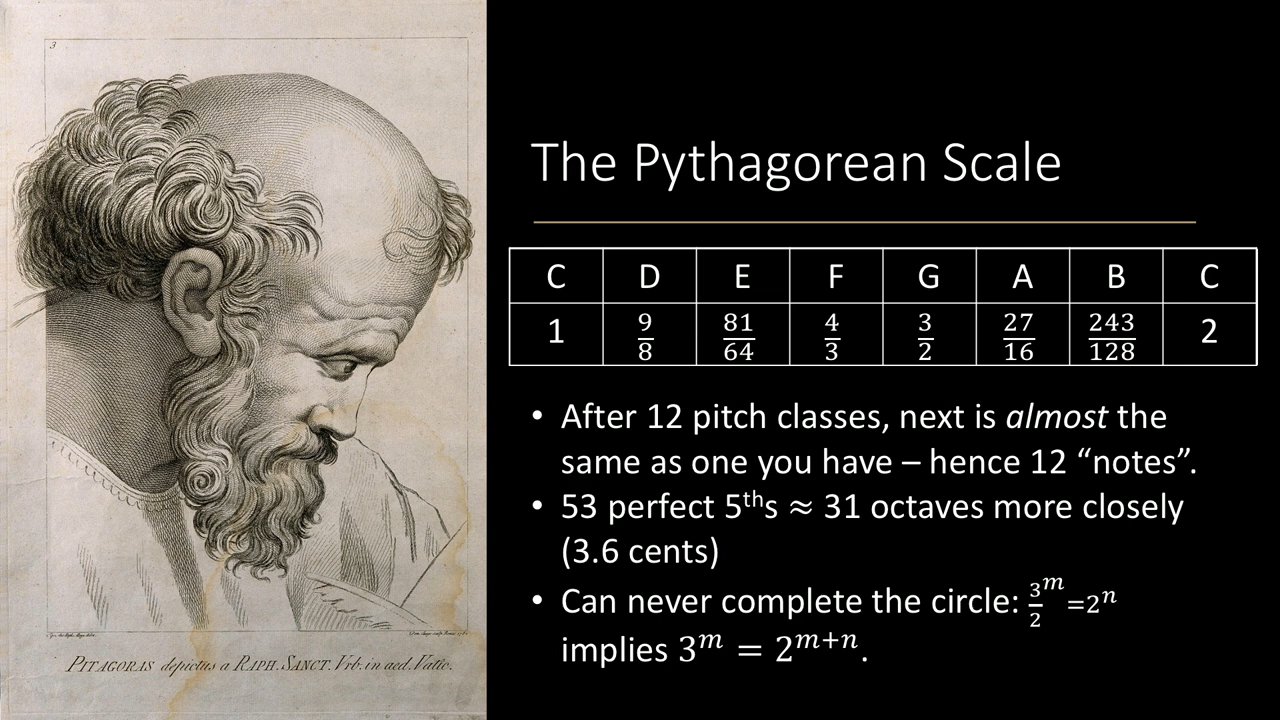 3
PITAGORAS depictus a RAPH. SANCT. Vrb. in aed. Vatic.
The Pythagorean Scale
C D E F G A B C
1 9/8 81/64 4/3 3/2 27/16 243/128 2
• After 12 pitch classes, next is almost the
same as one you have – hence 12 “notes”.
• 53 perfect 5ᵗʰs ≈ 31 octaves more closely
(3.6 cents)
• Can never complete the circle: 3/2^m=2^n
implies 3^m = 2^{m+n}.